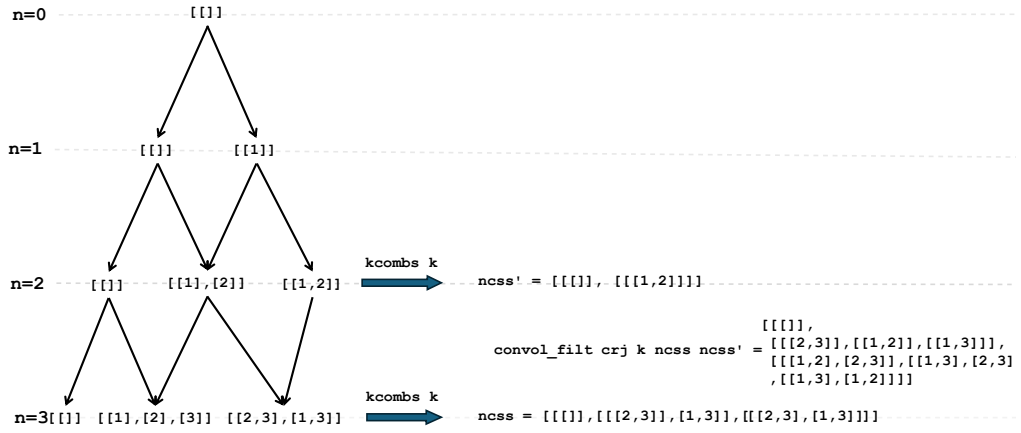 n=0 [[]]
n=1 [[]] [[1]]
kcombs k
n=2 [[]] [[1],[2]] [[1,2]] ncss' = [[[]], [[[1,2]]]]
[[[]],
convol_filt crj k ncss ncss' = [[[2,3]],[[1,2]],[[1,3]]],
[[[1,2],[2,3]],[[1,3],[2,3]
,[[1,3],[1,2]]]]
kcombs k
n=3 [[]] [[1],[2],[3]] [[2,3],[1,3]] ncss = [[[]],[[[2,3]],[1,3]],[[[2,3],[1,3]]]]